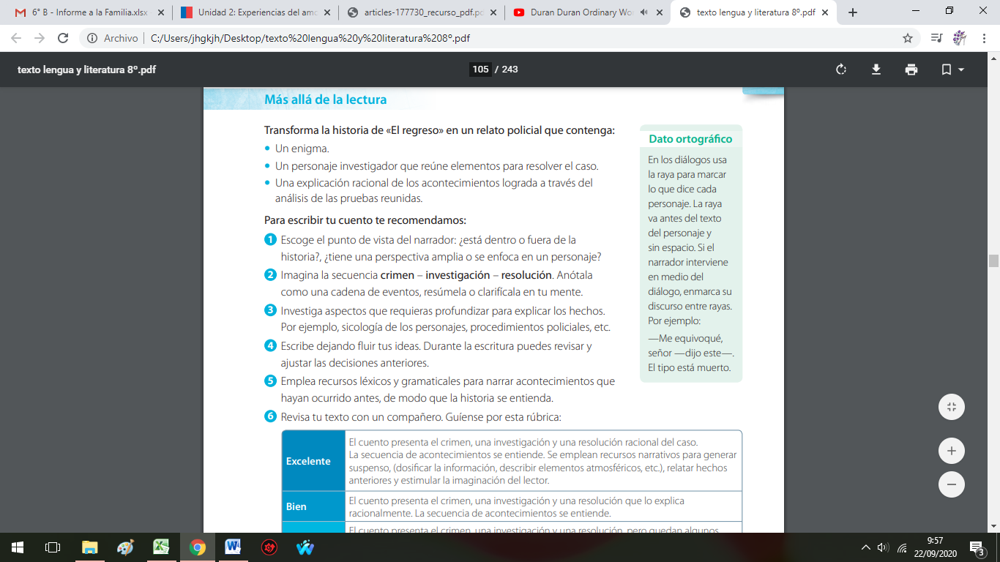 6° B - Informe a la Familia.xlsx
Unidad 2: Experiencias del amo
articles-177730_recurso_pdf.pd
Duran Duran Ordinary Wor
texto lengua y literatura 8º.pdf
Archivo
C:/Users/jhgkjh/Desktop/texto%20lengua%20y%20literatura%208º.pdf
texto lengua y literatura 8º.pdf
105 / 243
Más allá de la lectura
Transforma la historia de «El regreso» en un relato policial que contenga:
• Un enigma.
• Un personaje investigador que reúne elementos para resolver el caso.
• Una explicación racional de los acontecimientos lograda a través del
análisis de las pruebas reunidas.
Para escribir tu cuento te recomendamos:
1 Escoge el punto de vista del narrador: ¿está dentro o fuera de la
historia?, ¿tiene una perspectiva amplia o se enfoca en un personaje?
2 Imagina la secuencia crimen – investigación – resolución. Anótala
como una cadena de eventos, resúmela o clarifícala en tu mente.
3 Investiga aspectos que requieras profundizar para explicar los hechos.
Por ejemplo, sicología de los personajes, procedimientos policiales, etc.
4 Escribe dejando fluir tus ideas. Durante la escritura puedes revisar y
ajustar las decisiones anteriores.
5 Emplea recursos léxicos y gramaticales para narrar acontecimientos que
hayan ocurrido antes, de modo que la historia se entienda.
6 Revisa tu texto con un compañero. Guíense por esta rúbrica:
Excelente
El cuento presenta el crimen, una investigación y una resolución racional del caso.
La secuencia de acontecimientos se entiende. Se emplean recursos narrativos para generar
suspenso, (dosificar la información, describir elementos atmosféricos, etc.), relatar hechos
anteriores y estimular la imaginación del lector.
Bien
El cuento presenta el crimen, una investigación y una resolución que lo explica
racionalmente. La secuencia de acontecimientos se entiende.
El cuento presenta el crimen, una investigación y una resolución, pero quedan algunos
Dato ortográfico
En los diálogos usa
la raya para marcar
lo que dice cada
personaje. La raya
va antes del texto
del personaje y
sin espacio. Si el
narrador interviene
en medio del
diálogo, enmarca su
discurso entre rayas.
Por ejemplo:
—Me equivoqué,
señor —dijo este—.
El tipo está muerto.
9:57
22/09/2020
3